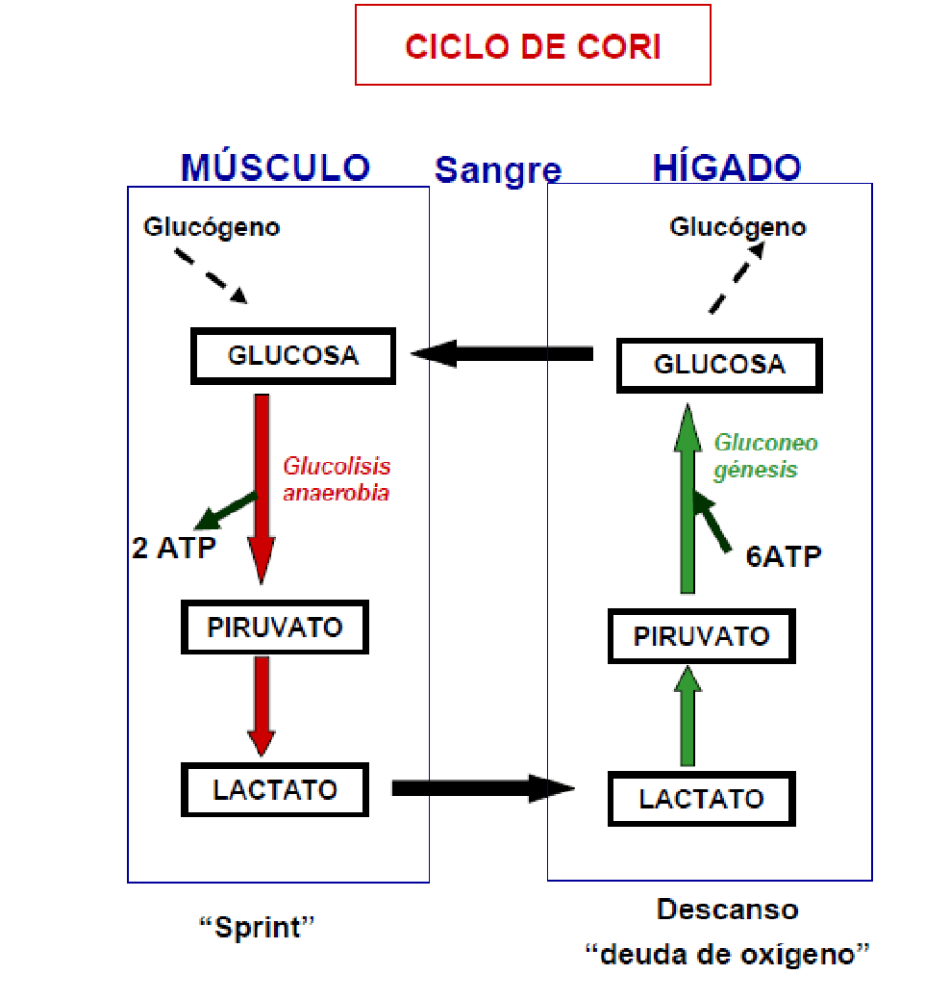 CICLO DE CORI
MÚSCULO
Sangre
HÍGADO
Glucógeno
Glucógeno
GLUCOSA
GLUCOSA
Glucolisis
anaerobia
Gluconeo
génesis
2 ATP
6ATP
PIRUVATO
PIRUVATO
LACTATO
LACTATO
“Sprint”
Descanso
“deuda de oxígeno”